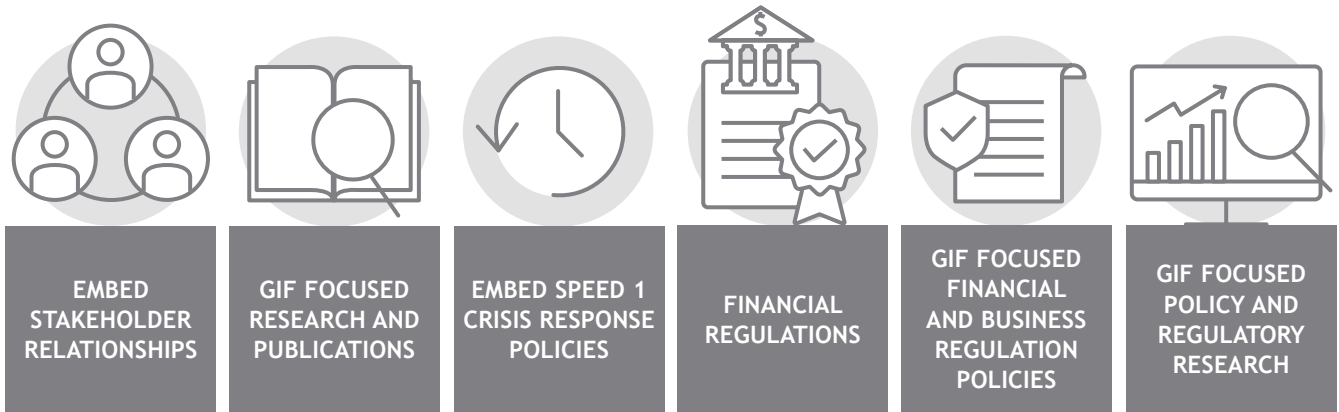 $
EMBED
STAKEHOLDER
RELATIONSHIPS
GIF FOCUSED
RESEARCH AND
PUBLICATIONS
EMBED SPEED 1
CRISIS RESPONSE
POLICIES
FINANCIAL
REGULATIONS
GIF FOCUSED
FINANCIAL
AND BUSINESS
REGULATION
POLICIES
GIF FOCUSED
POLICY AND
REGULATORY
RESEARCH